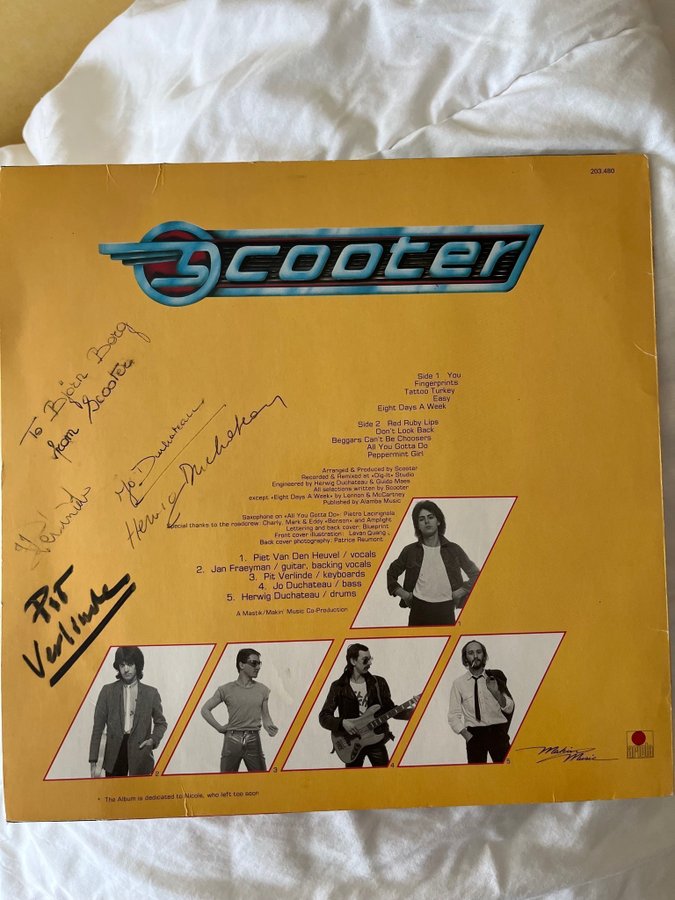 203.480
Scooter
To Björn Borg
from Scooter
Side 1 You
Fingerprints
Tattoo Turkey
Easy
Eight Days A Week
Side 2 Red Ruby Lips
Don't Look Back
Beggars Can't Be Choosers
All You Gotta Do
Peppermint Girl
Jo Duchateau
Herwig Duchateau
Arranged & Produced by Scooter
Recorded & Remixed at «Dig-It» Studio
Engineered by Herwig Duchateau & Guido Maes
All selections written by Scooter
except «Eight Days A Week» by Lennon & McCartney
Published by Alamba Music
Saxophone on «All You Gotta Do»: Pietro Lacirignola
Special thanks to the roadcrew: Charly, Mark & Eddy «Benson» and Amplight
Lettering and back cover: Blueprint
Front cover illustration: Levan Quang
Back cover photography: Patrice Reumont
1. Piet Van Den Heuvel / vocals
2. Jan Fraeyman / guitar, backing vocals
3. Pit Verlinde / keyboards
4. Jo Duchateau / bass
5. Herwig Duchateau / drums
A Mastik/Makin' Music Co-Production
Pit
Verlinde
1
2
3
4
5
Makin' Music
ariola
* The Album is dedicated to Nicole, who left too soon